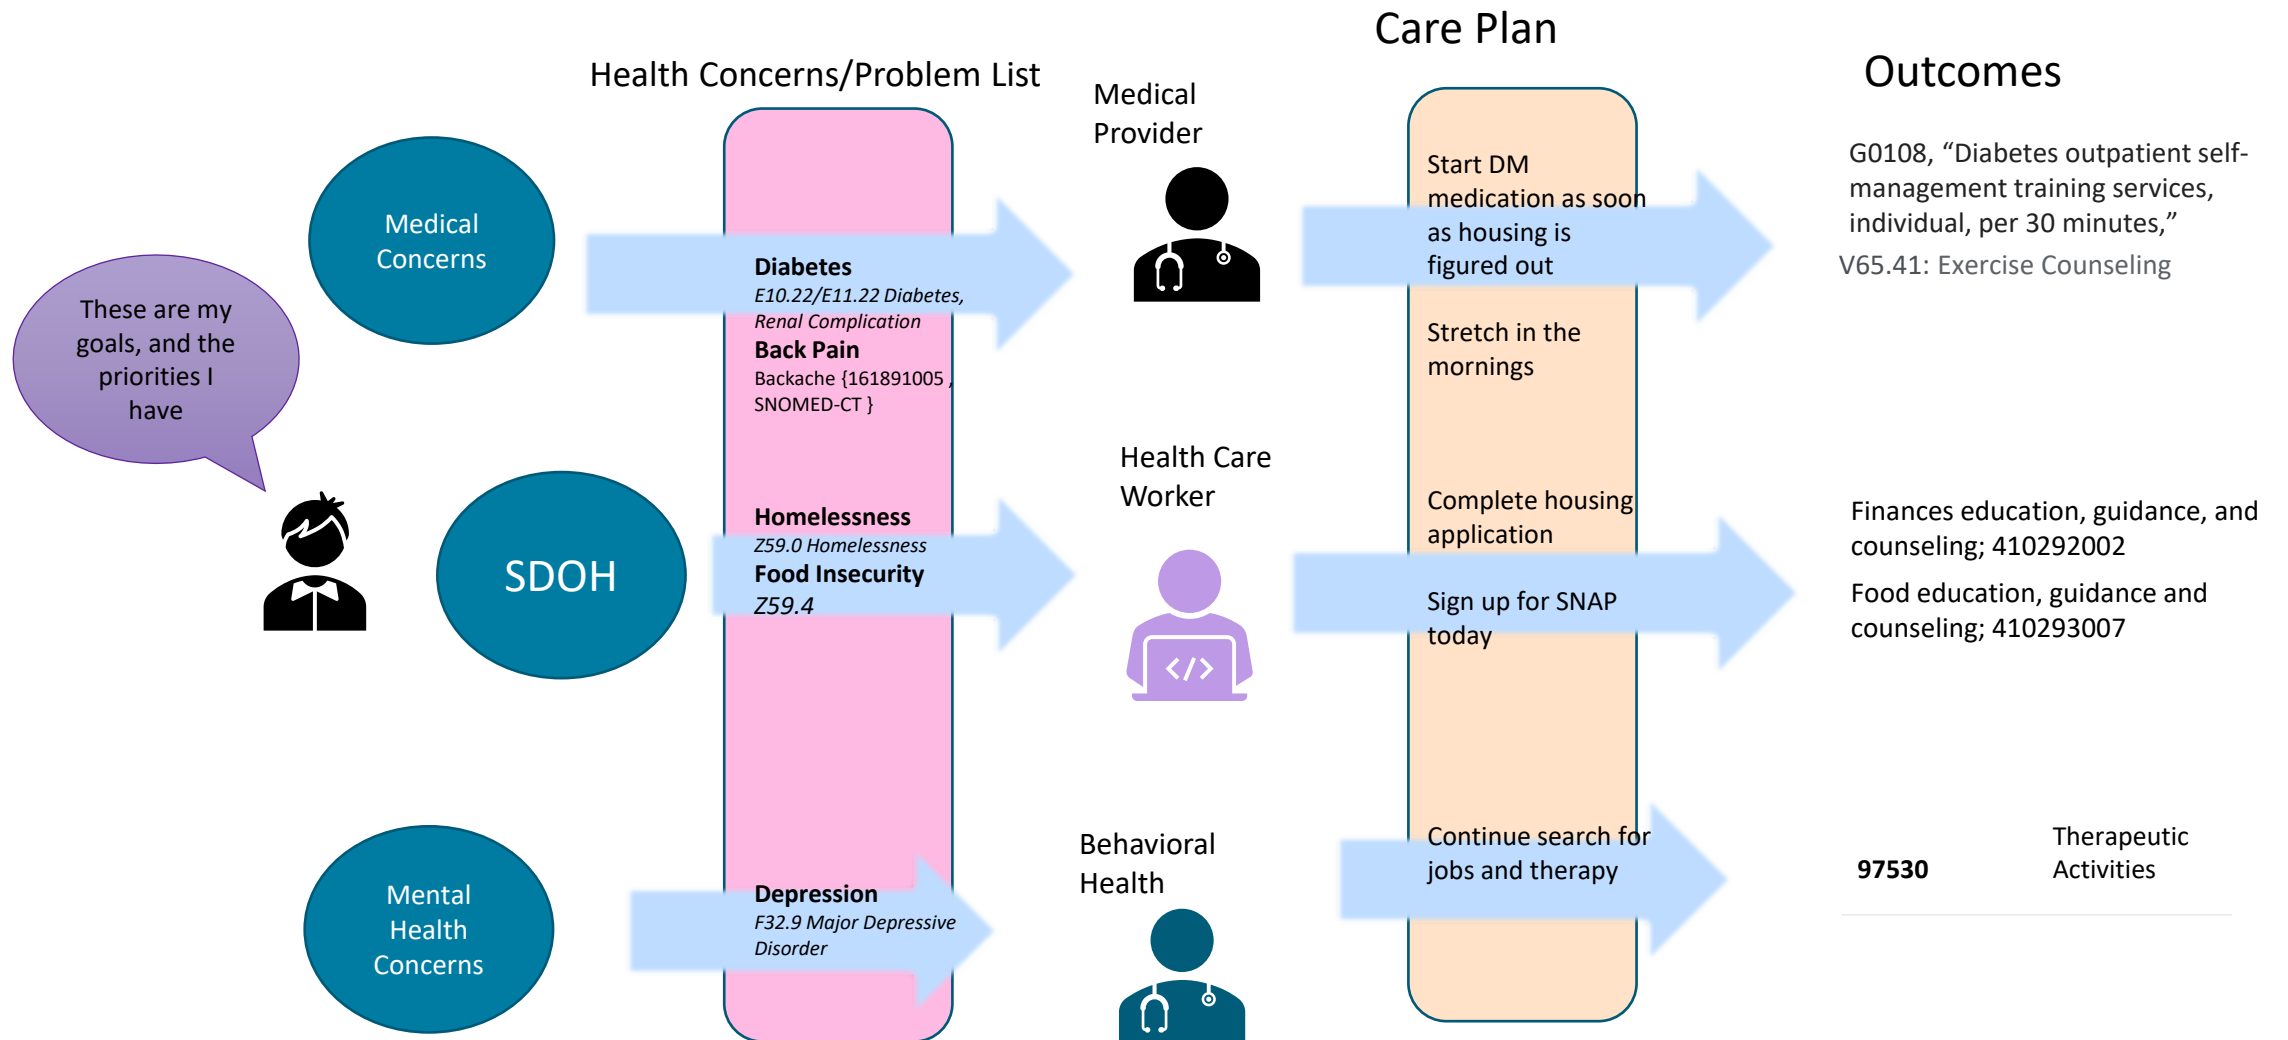 Care Plan
Health Concerns/Problem List
Outcomes
These are my
goals, and the
priorities I
have
Medical
Concerns
Diabetes
E10.22/E11.22 Diabetes,
Renal Complication
Back Pain
Backache {161891005 ,
SNOMED-CT }
Medical
Provider
Start DM
medication as soon
as housing is
figured out
Stretch in the
mornings
G0108, “Diabetes outpatient self-
management training services,
individual, per 30 minutes,”
V65.41: Exercise Counseling
SDOH
Homelessness
Z59.0 Homelessness
Food Insecurity
Z59.4
Health Care
Worker
</>
Complete housing
application
Sign up for SNAP
today
Finances education, guidance, and
counseling; 410292002
Food education, guidance and
counseling; 410293007
Mental
Health
Concerns
Depression
F32.9 Major Depressive
Disorder
Behavioral
Health
Continue search for
jobs and therapy
97530
Therapeutic
Activities